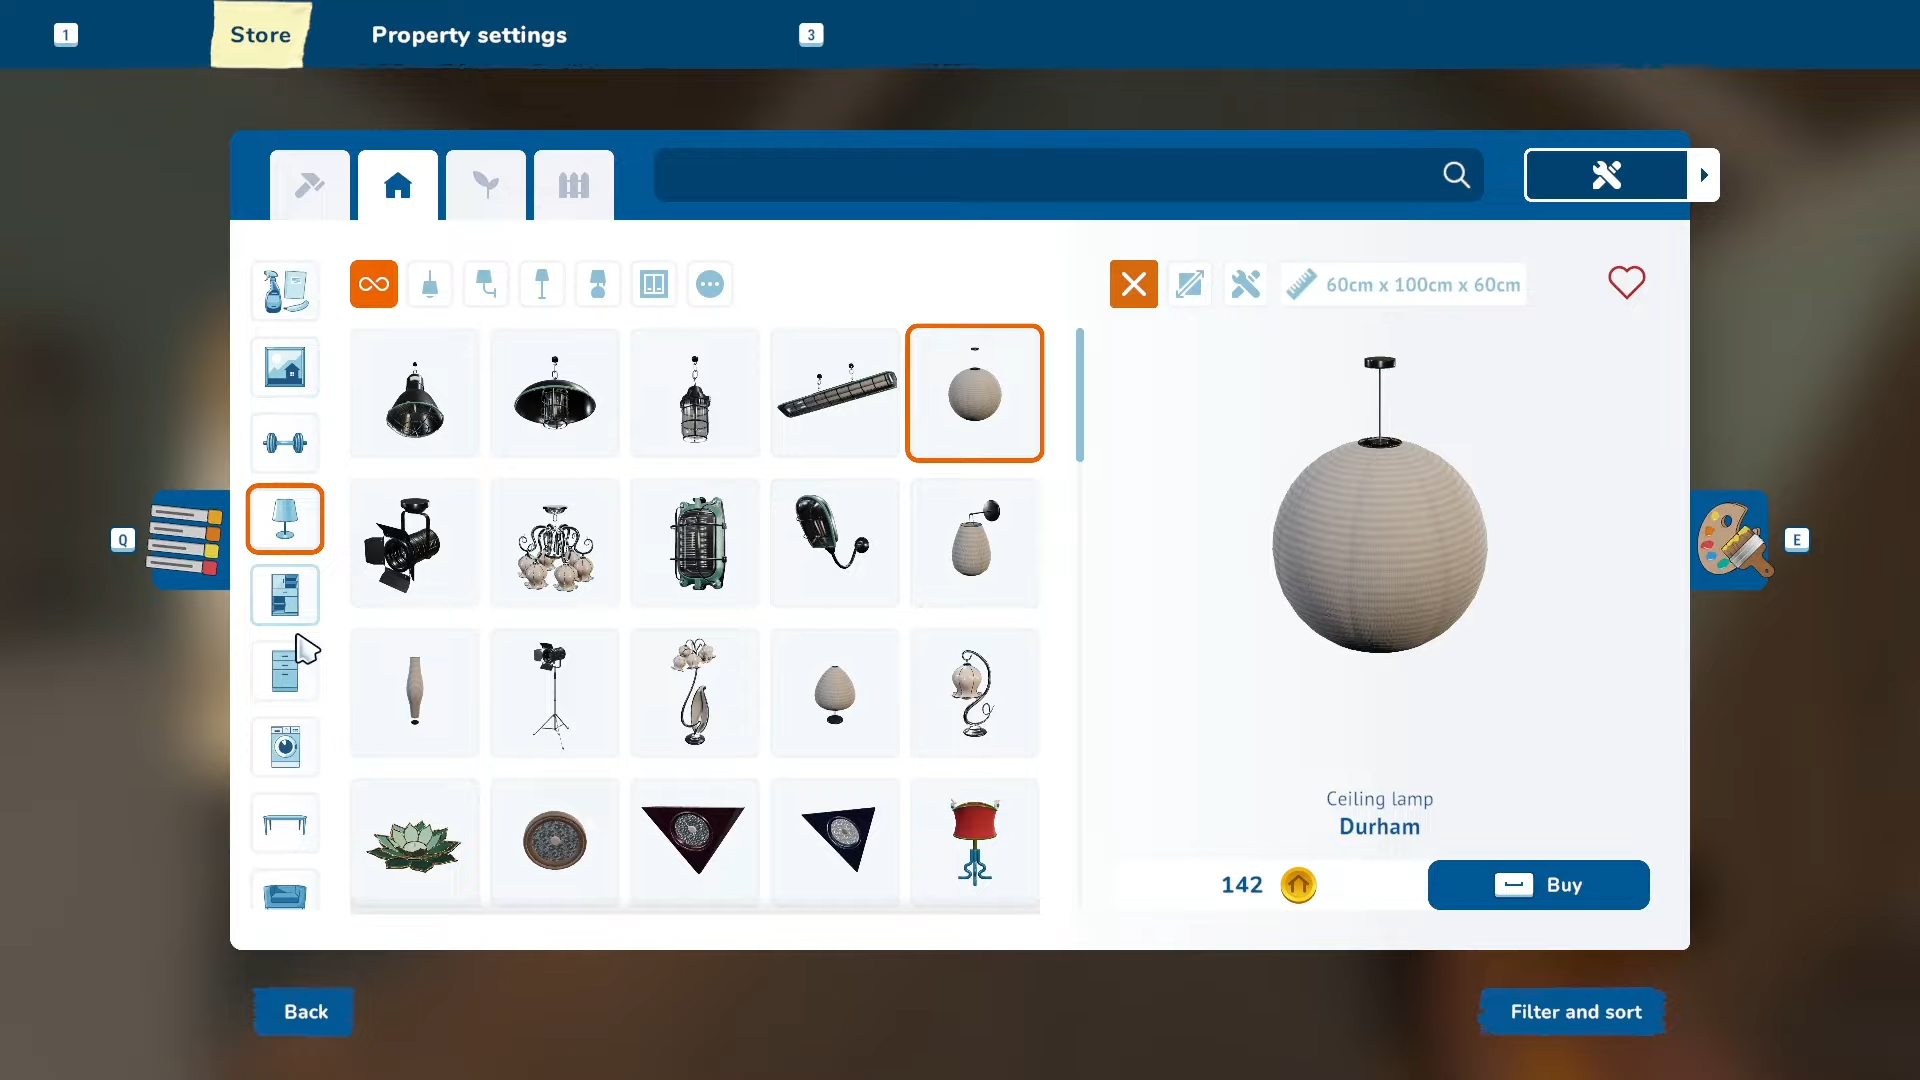 1
Store
Property settings
3
60cm x 100cm x 60cm
Q
E
Ceiling lamp
Durham
142
Buy
Back
Filter and sort